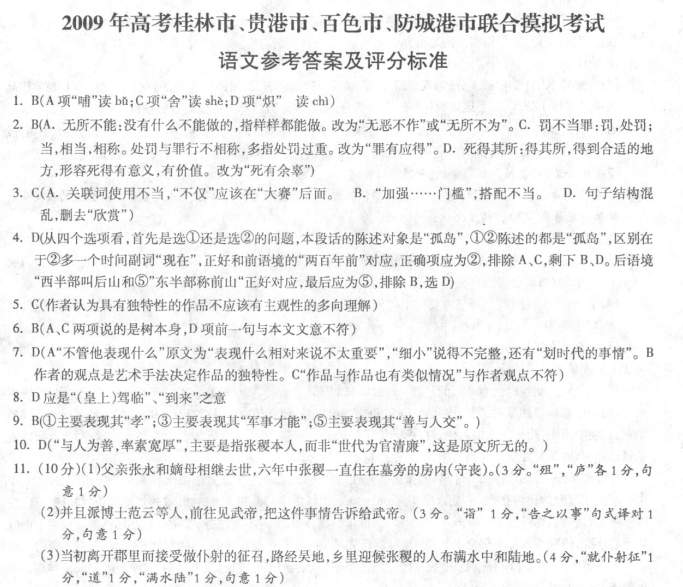 2009 年高考桂林市、贵港市、百色市、防城港市联合摸拟考试
语文参考答案及评分标准
1. B(A 项“哺”读 bǔ;C 项“舍”读 shè;D 项“炽” 读 chì)
2. B(A. 无所不能:没有什么不能做的,指样样都能做。改为“无恶不作”或“无所不为”。C. 罚不当罪:罚,处罚;
当,相当,相称。处罚与罪行不相称,多指处罚过重。改为“罪有应得”。D. 死得其所:得其所,得到合适的地
方,形容死得有意义,有价值。改为“死有余辜”)
3. C(A. 关联词使用不当,“不仅”应该在“大赛”后面。 B. “加强……门槛”,搭配不当。 D. 句子结构混
乱,删去“欣赏”)
4. D(从四个选项看,首先是选①还是选②的问题,本段话的陈述对象是“孤岛”,①②陈述的都是“孤岛”,区别在
于②多一个时间副词“现在”,正好和前语境的“两百年前”对应,正确项应为②,排除 A、C,剩下 B、D。后语境
“西半部叫后山和⑤”东半部称前山“正好对应,最后应为⑤,排除 B,选 D)
5. C(作者认为具有独特性的作品不应该有主观性的多向理解)
6. B(A、C 两项说的是树本身,D 项前一句与本文文意不符)
7. D(A“不管他表现什么”原文为“表现什么相对来说不太重要”,“细小”说得不完整,还有“划时代的事情”。B
作者的观点是艺术手法决定作品的独特性。C“作品与作品也有类似情况”与作者观点不符)
8. D 应是“(皇上)驾临”、“到来”之意
9. B(①主要表现其“孝”;③主要表现其“军事才能”;⑤主要表现其“善与人交”。)
10. D(“与人为善,率素宽厚”,主要是指张稷本人,而非“世代为官清廉”,这是原文所无的。)
11. (10 分)(1)父亲张永和嫡母相继去世,六年中张稷一直住在墓旁的房内(守丧)。(3 分。“殂”,“庐”各 1 分,句
意 1 分)
(2)并且派博士范云等人,前往见武帝,把这件事情告诉给武帝。(3 分。“诣” 1 分,“告之以事”句式译对 1
分,句意 1 分)
(3)当初离开郡里而接受做仆射的征召,路经吴地,乡里迎候张稷的人布满水中和陆地。(4 分,“就仆射征”1
分,“道”1 分,“满水陆”1 分,句意 1 分)